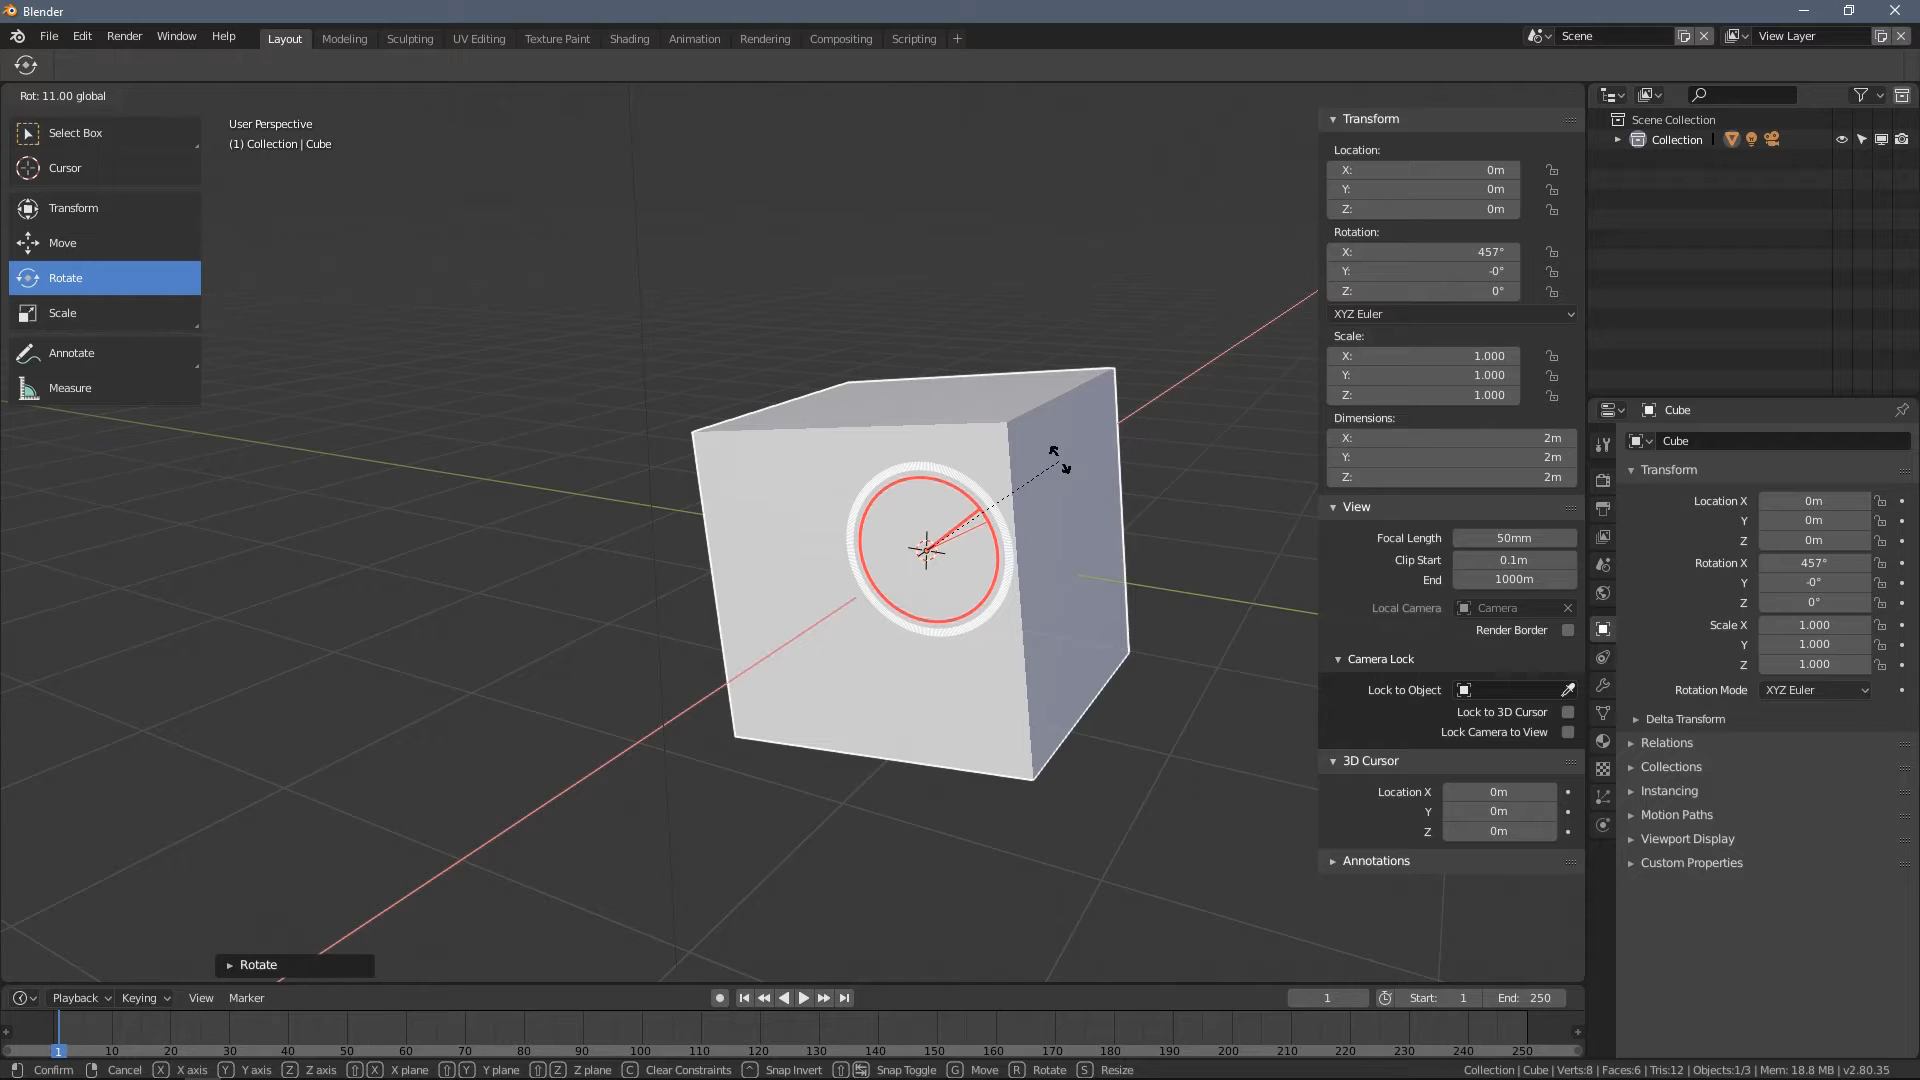 Blender
File Edit Render Window Help Layout Modeling Sculpting UV Editing Texture Paint Shading Animation Rendering Compositing Scripting + Scene View Layer
Rot: 11.00 global
User Perspective
(1) Collection | Cube
Select Box
Cursor
Transform
Move
Rotate
Scale
Annotate
Measure
Rotate
Transform
Location:
X: 0m
Y: 0m
Z: 0m
Rotation:
X: 457°
Y: -0°
Z: 0°
XYZ Euler
Scale:
X: 1.000
Y: 1.000
Z: 1.000
Dimensions:
X: 2m
Y: 2m
Z: 2m
View
Focal Length 50mm
Clip Start 0.1m
End 1000m
Local Camera Camera
Render Border
Camera Lock
Lock to Object
Lock to 3D Cursor
Lock Camera to View
3D Cursor
Location X 0m
Y 0m
Z 0m
Annotations
Scene Collection
Collection
Cube
Cube
Transform
Location X 0m
Y 0m
Z 0m
Rotation X 457°
Y -0°
Z 0°
Scale X 1.000
Y 1.000
Z 1.000
Rotation Mode XYZ Euler
Delta Transform
Relations
Collections
Instancing
Motion Paths
Viewport Display
Custom Properties
Playback Keying View Marker 1 Start: 1 End: 250
1 10 20 30 40 50 60 70 80 90 100 110 120 130 140 150 160 170 180 190 200 210 220 230 240 250
Confirm Cancel X X axis Y Y axis Z Z axis X X plane Y Y plane Z Z plane C Clear Constraints ^ Snap Invert Snap Toggle G Move R Rotate S Resize Collection | Cube | Verts:8 | Faces:6 | Tris:12 | Objects:1/3 | Mem: 18.8 MB | v2.80.35